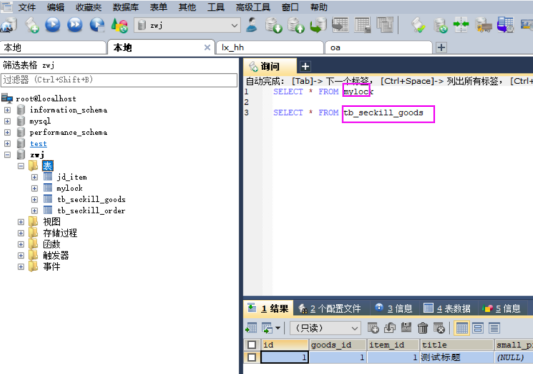 文件 编辑 收藏夹 数据库 表单 其他 工具 高级工具 窗口 帮助
zwj
本地 本地 lx_hh oa
筛选表格 zwj
过滤器 (Ctrl+Shift+B)
root@localhost
information_schema
mysql
performance_schema
test
zwj
表
jd_item
mylock
tb_seckill_goods
tb_seckill_order
视图
存储过程
函数
触发器
事件
询问
自动完成: [Tab]-> 下一个标签, [Ctrl+Space]-> 列出所有标签, [Ctrl+
1 SELECT * FROM mylock
2
3 SELECT * FROM tb_seckill_goods
1 结果 2 个配置文件 3 信息 4 表数据 5 信息
(只读)
id goods_id item_id title small_p
1 1 1 测试标题 (NULL)